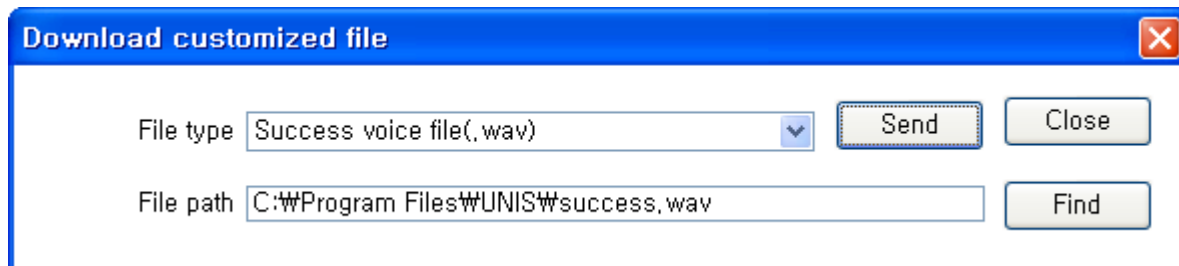 Download customized file
File type Success voice file(.wav) Send Close
File path C:₩Program Files₩UNIS₩success.wav Find